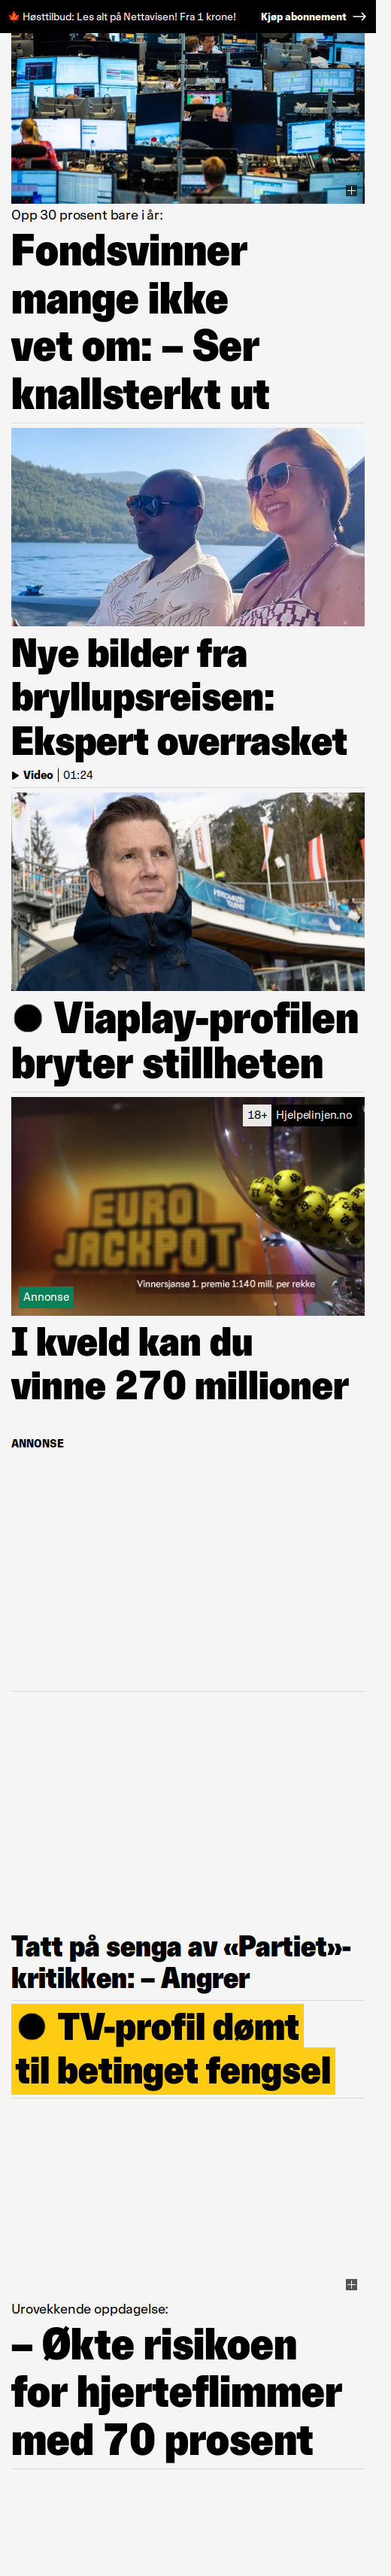 🍁 Høsttilbud: Les alt på Nettavisen! Fra 1 krone! Kjøp abonnement →
Opp 30 prosent bare i år:
Fondsvinner
mange ikke
vet om: – Ser
knallsterkt ut
Nye bilder fra
bryllupsreisen:
Ekspert overrasket
Video | 01:24
● Viaplay-profilen
bryter stillheten
18+ Hjelpelinjen.no
EURO
JACKPOT
Vinnersjanse 1. premie 1:140 mill. per rekke
Annonse
I kveld kan du
vinne 270 millioner
ANNONSE
Tatt på senga av «Partiet»-
kritikken: – Angrer
● TV-profil dømt
til betinget fengsel
Urovekkende oppdagelse:
– Økte risikoen
for hjerteflimmer
med 70 prosent